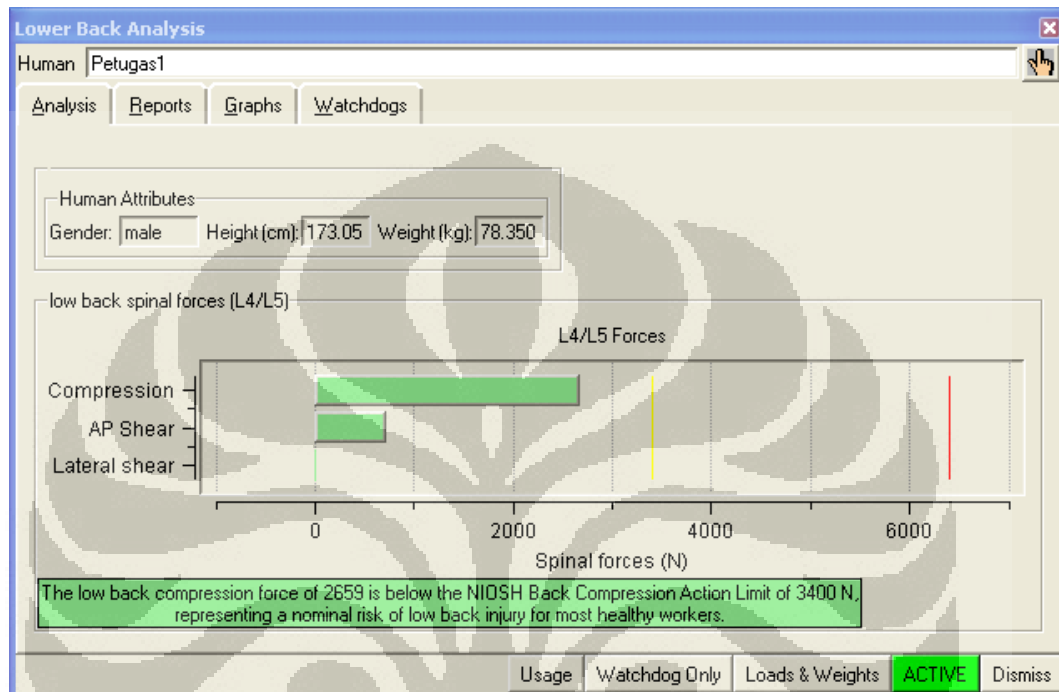 Lower Back Analysis
Human Petugas1
Analysis Reports Graphs Watchdogs
Human Attributes
Gender: male Height (cm): 173.05 Weight (kg): 78.350
low back spinal forces (L4/L5)
L4/L5 Forces
Compression
AP Shear
Lateral shear
0 2000 4000 6000
Spinal forces (N)
The low back compression force of 2659 is below the NIOSH Back Compression Action Limit of 3400 N,
representing a nominal risk of low back injury for most healthy workers.
Usage Watchdog Only Loads & Weights ACTIVE Dismiss